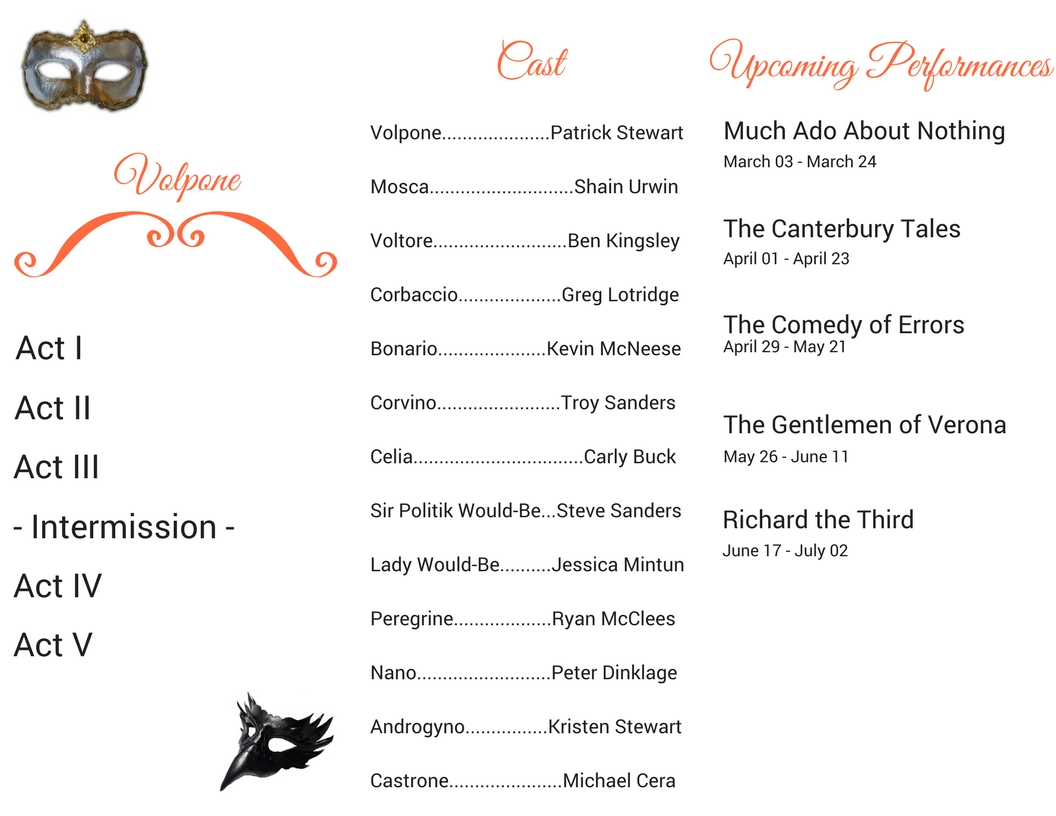 Volpone
Act I
Act II
Act III
- Intermission -
Act IV
Act V
Cast
Volpone.....................Patrick Stewart
Mosca............................Shain Urwin
Voltore..........................Ben Kingsley
Corbaccio....................Greg Lotridge
Bonario.....................Kevin McNeese
Corvino........................Troy Sanders
Celia.................................Carly Buck
Sir Politik Would-Be...Steve Sanders
Lady Would-Be..........Jessica Mintun
Peregrine...................Ryan McClees
Nano..........................Peter Dinklage
Androgyno................Kristen Stewart
Castrone......................Michael Cera
Upcoming Performances
Much Ado About Nothing
March 03 - March 24
The Canterbury Tales
April 01 - April 23
The Comedy of Errors
April 29 - May 21
The Gentlemen of Verona
May 26 - June 11
Richard the Third
June 17 - July 02